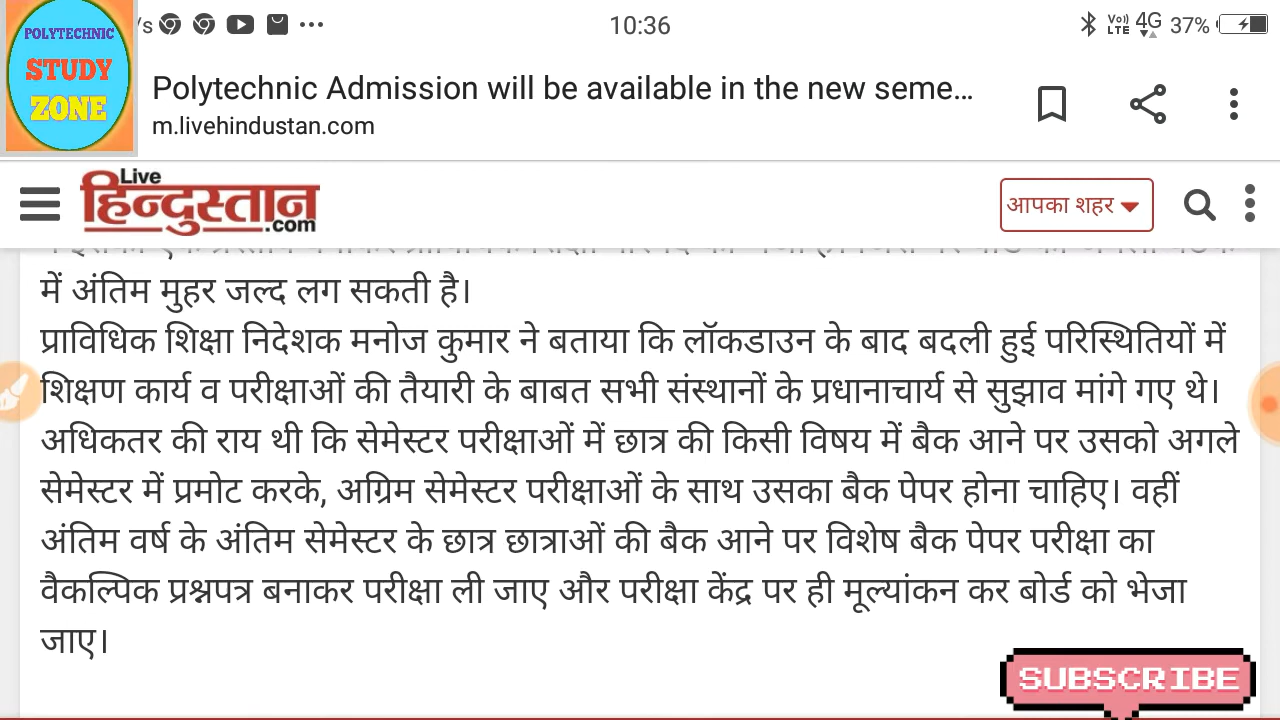 POLYTECHNIC
STUDY
ZONE
/s
10:36
Vo))
LTE
4G
37%
Polytechnic Admission will be available in the new seme...
m.livehindustan.com
Live
हिन्दुस्तान
.com
आपका शहर
में अंतिम मुहर जल्द लग सकती है।
प्राविधिक शिक्षा निदेशक मनोज कुमार ने बताया कि लॉकडाउन के बाद बदली हुई परिस्थितियों में
शिक्षण कार्य व परीक्षाओं की तैयारी के बाबत सभी संस्थानों के प्रधानाचार्य से सुझाव मांगे गए थे।
अधिकतर की राय थी कि सेमेस्टर परीक्षाओं में छात्र की किसी विषय में बैक आने पर उसको अगले
सेमेस्टर में प्रमोट करके, अग्रिम सेमेस्टर परीक्षाओं के साथ उसका बैक पेपर होना चाहिए। वहीं
अंतिम वर्ष के अंतिम सेमेस्टर के छात्र छात्राओं की बैक आने पर विशेष बैक पेपर परीक्षा का
वैकल्पिक प्रश्नपत्र बनाकर परीक्षा ली जाए और परीक्षा केंद्र पर ही मूल्यांकन कर बोर्ड को भेजा
जाए।
SUBSCRIBE